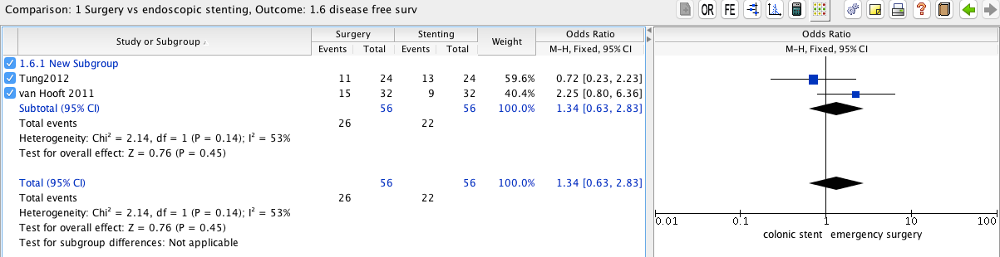 Comparison: 1 Surgery vs endoscopic stenting, Outcome: 1.6 disease free surv
OR FE
Study or Subgroup Surgery Stenting Weight Odds Ratio Odds Ratio
Events Total Events Total M-H, Fixed, 95% CI M-H, Fixed, 95% CI
1.6.1 New Subgroup
Tung2012 11 24 13 24 59.6% 0.72 [0.23, 2.23]
van Hooft 2011 15 32 9 32 40.4% 2.25 [0.80, 6.36]
Subtotal (95% CI) 56 56 100.0% 1.34 [0.63, 2.83]
Total events 26 22
Heterogeneity: Chi² = 2.14, df = 1 (P = 0.14); I² = 53%
Test for overall effect: Z = 0.76 (P = 0.45)
Total (95% CI) 56 56 100.0% 1.34 [0.63, 2.83]
Total events 26 22
Heterogeneity: Chi² = 2.14, df = 1 (P = 0.14); I² = 53%
Test for overall effect: Z = 0.76 (P = 0.45)
Test for subgroup differences: Not applicable
0.01 0.1 1 10 100
colonic stent emergency surgery